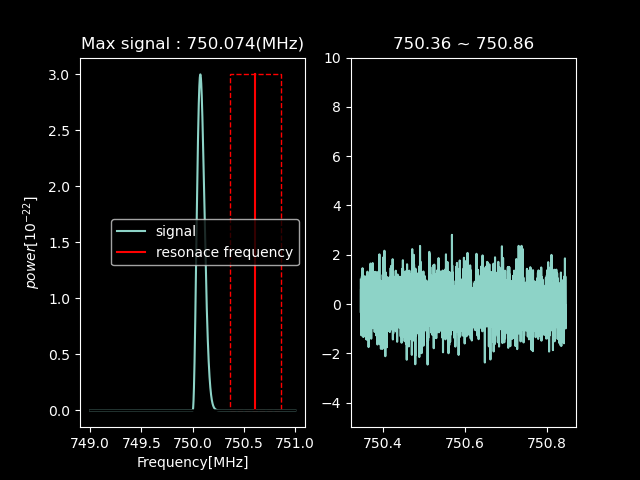 Max signal : 750.074(MHz)
3.0
2.5
2.0
1.5
1.0
0.5
0.0
power[10⁻²²]
signal
resonace frequency
749.0 749.5 750.0 750.5 751.0
Frequency[MHz]
750.36 ~ 750.86
10
8
6
4
2
0
−2
−4
750.4 750.6 750.8